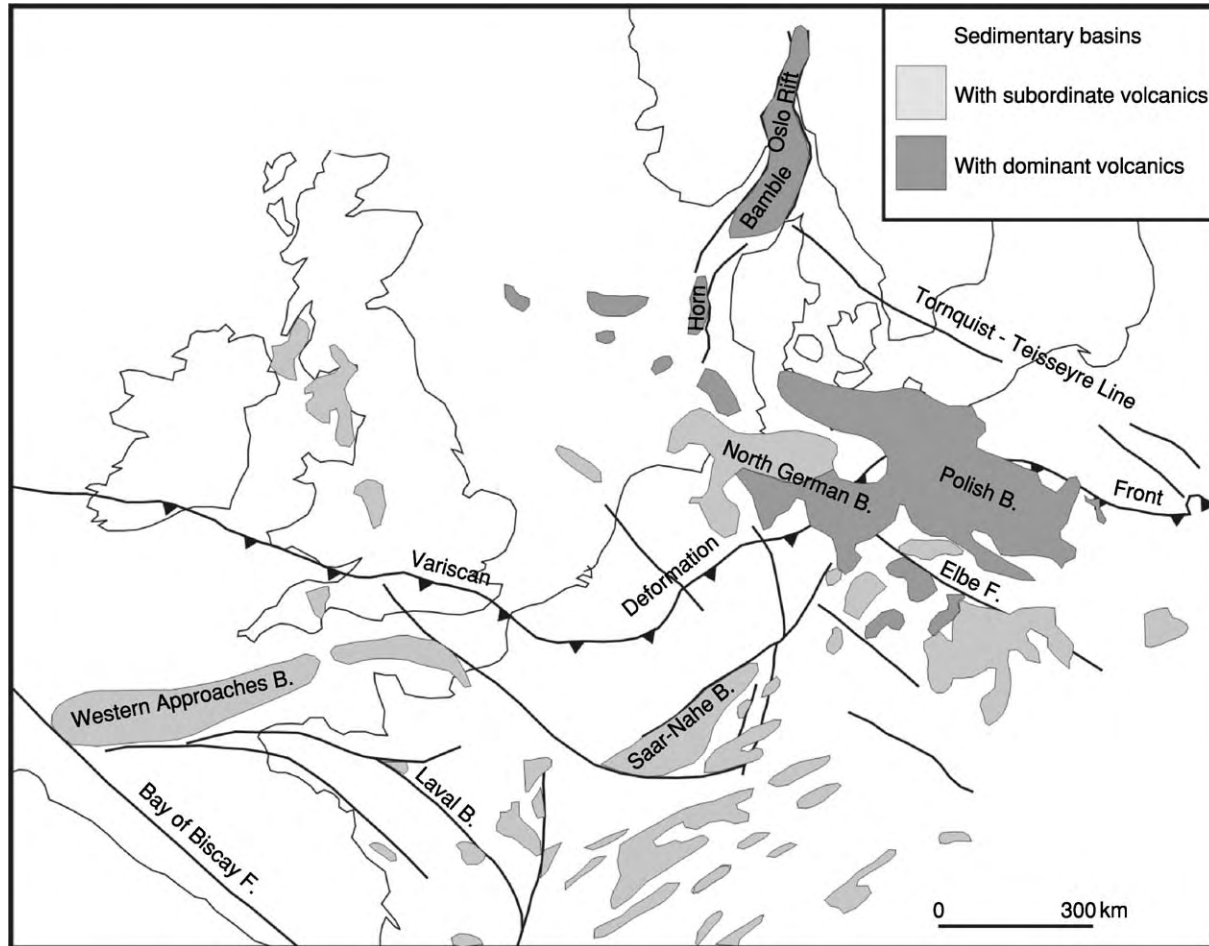 Sedimentary basins
With subordinate volcanics
With dominant volcanics
Oslo Rift
Bamble
Horn
Tornquist - Teisseyre Line
North German B.
Polish B.
Front
Variscan
Deformation
Elbe F.
Western Approaches B.
Saar-Nahe B.
Laval B.
Bay of Biscay F.
0 300 km